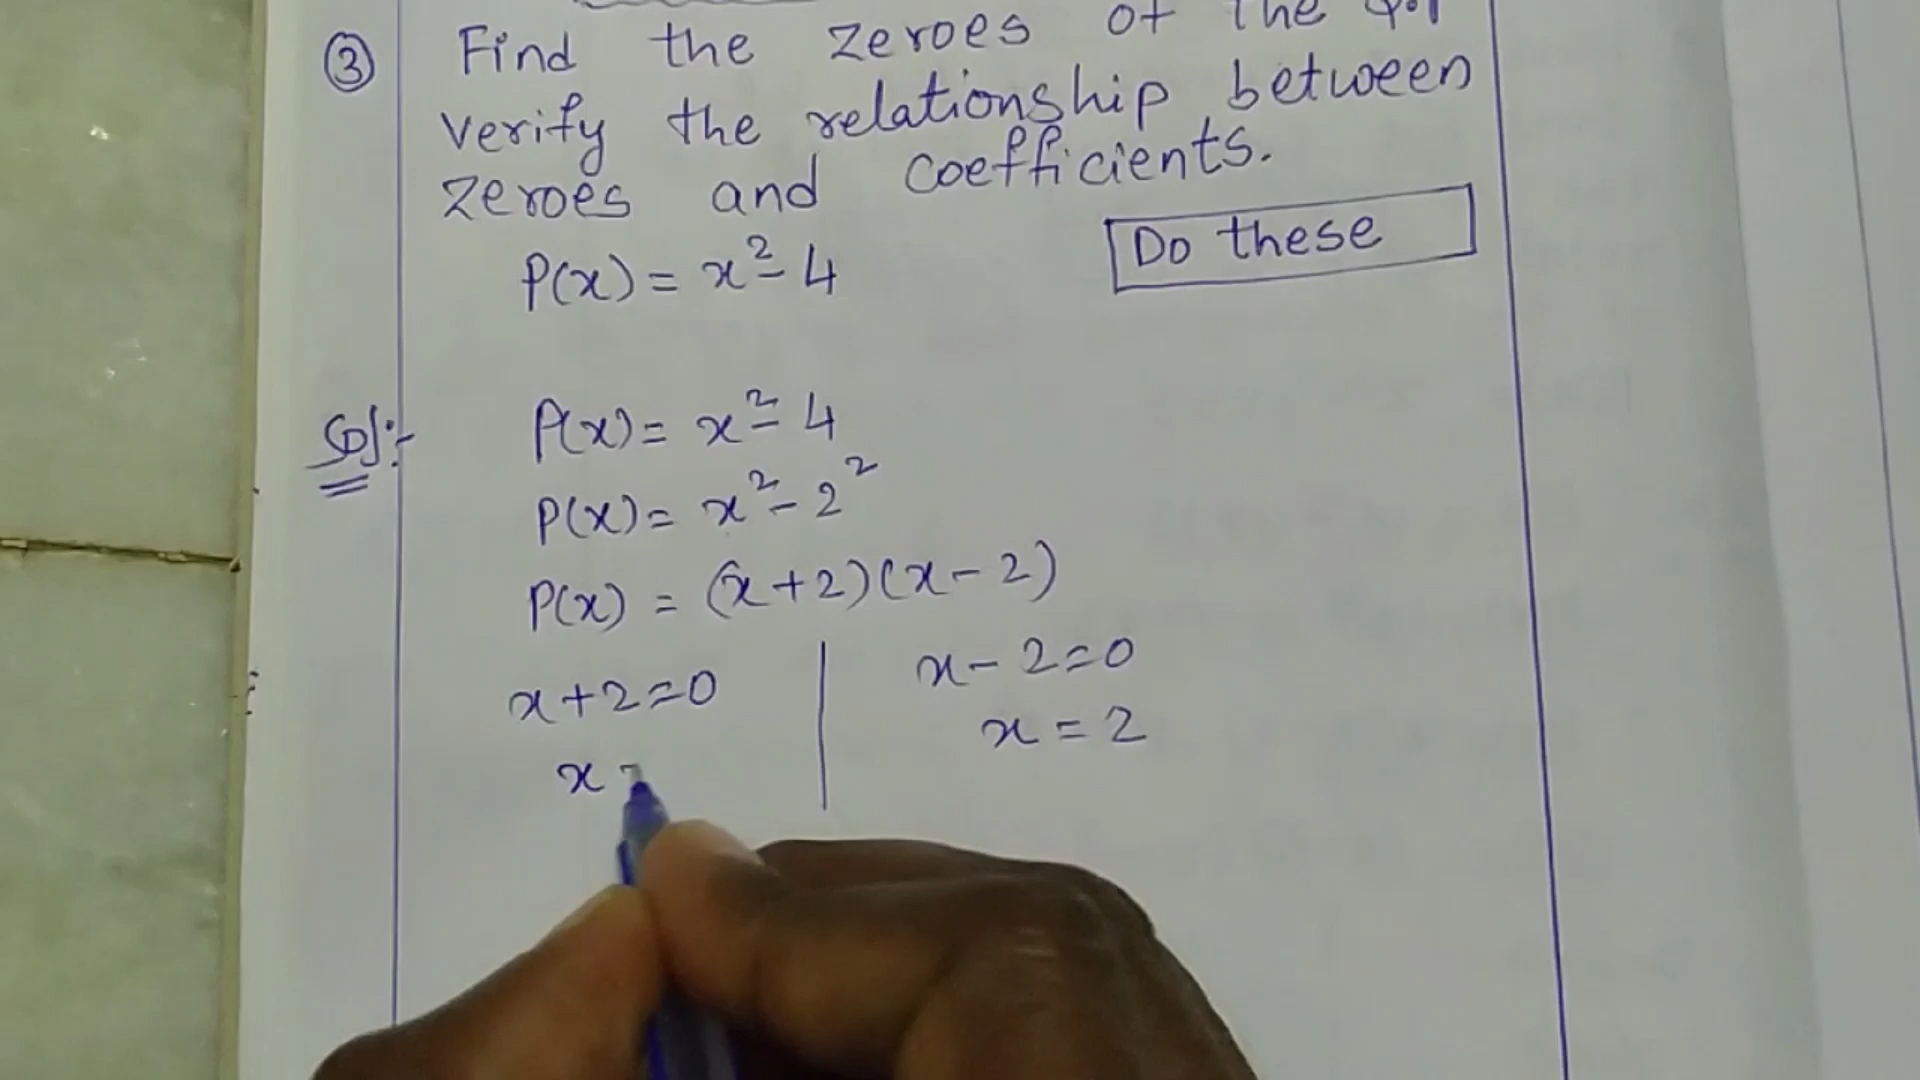 ③ Find the zeroes of the
verify the relationship between
zeroes and coefficients.
Do these
P(x) = x² - 4
Sol:-
P(x) = x² - 4
P(x) = x² - 2²
P(x) = (x+2)(x-2)
x+2=0
x-2=0
x = 2
x =